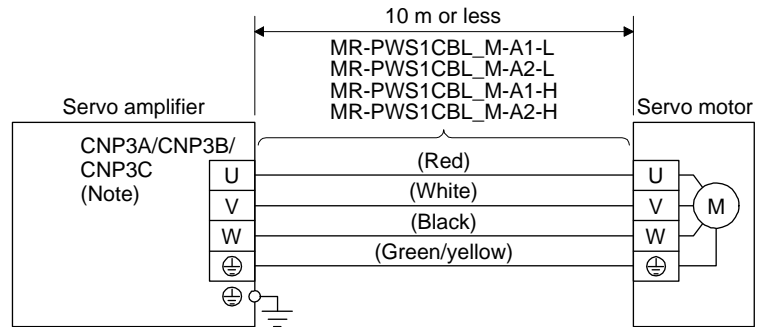 10 m or less
MR-PWS1CBL_M-A1-L
MR-PWS1CBL_M-A2-L
MR-PWS1CBL_M-A1-H
MR-PWS1CBL_M-A2-H
Servo amplifier
Servo motor
CNP3A/CNP3B/
CNP3C
(Note)
U
(Red)
U
V
(White)
V
M
W
(Black)
W
(Green/yellow)